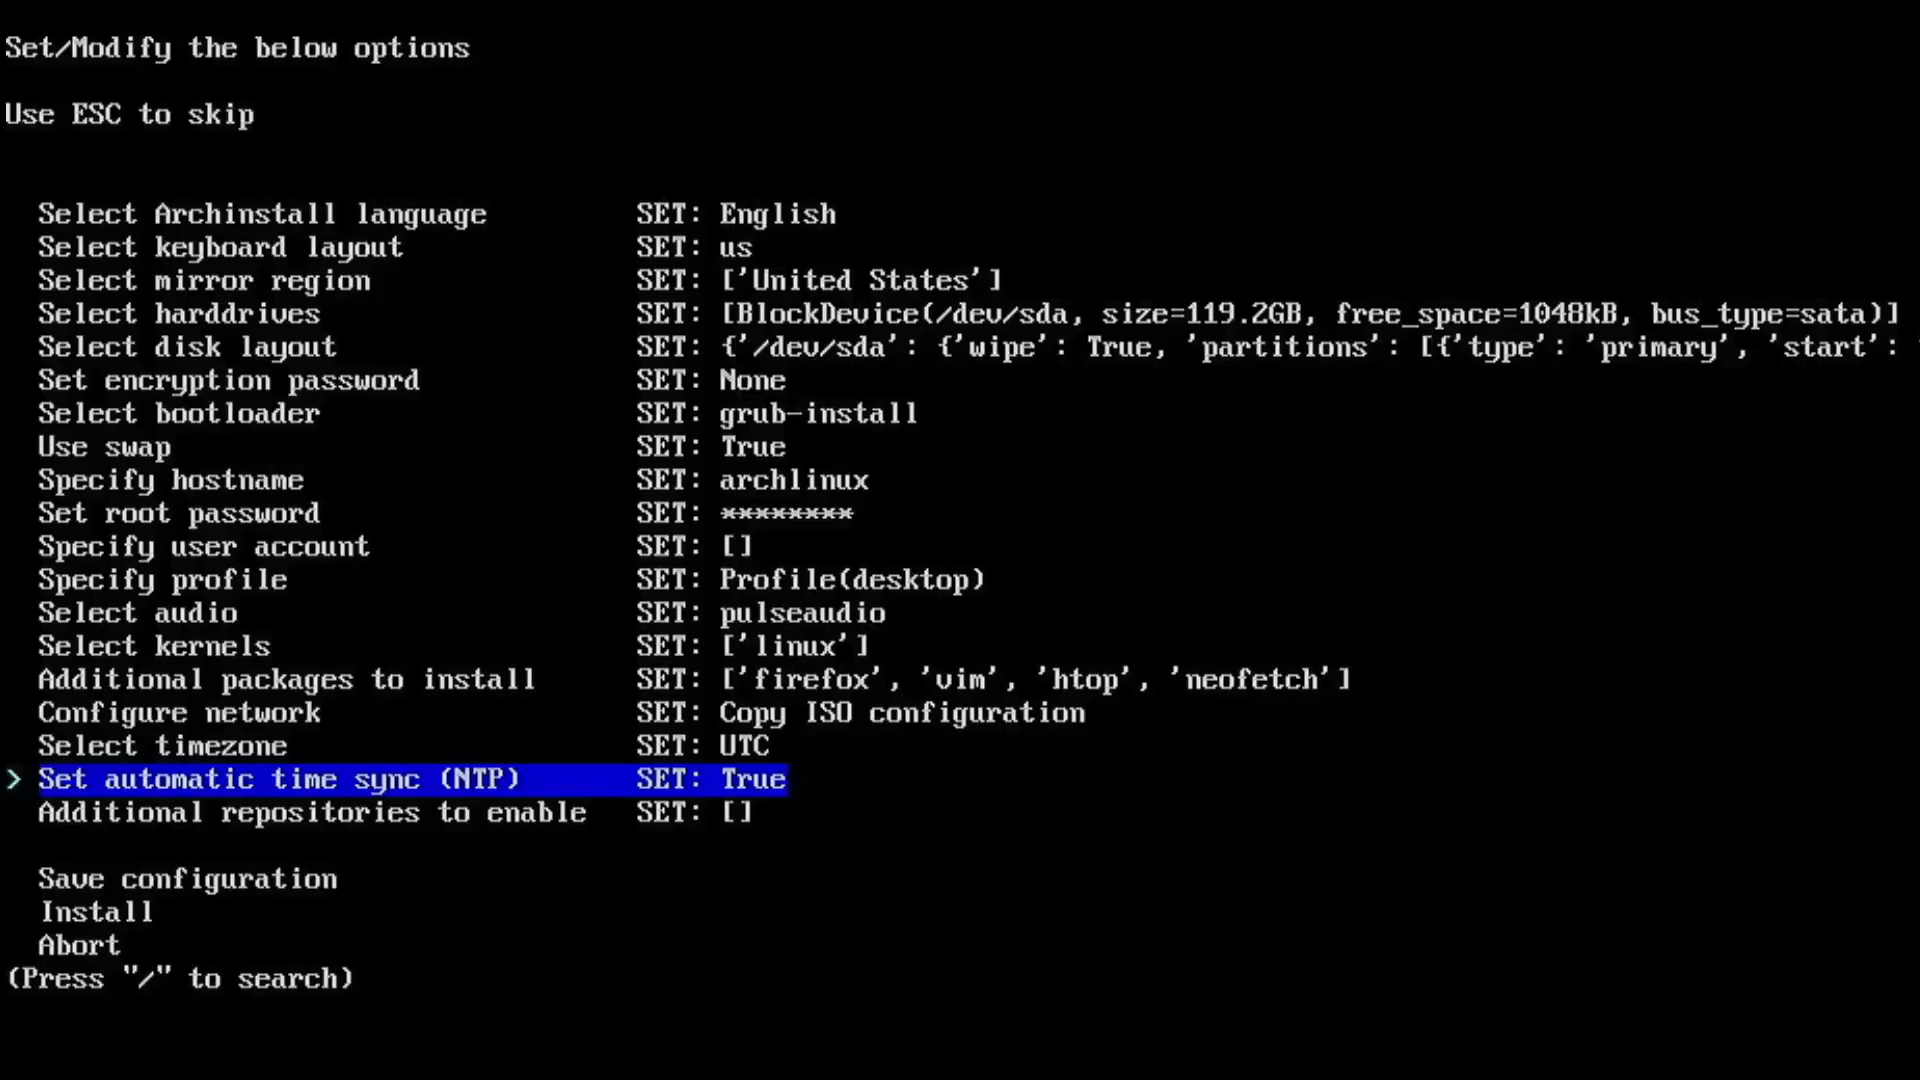 Set/Modify the below options
Use ESC to skip
Select Archinstall language SET: English
Select keyboard layout SET: us
Select mirror region SET: ['United States']
Select harddrives SET: [BlockDevice(/dev/sda, size=119.2GB, free_space=1048kB, bus_type=sata)]
Select disk layout SET: {'/dev/sda': {'wipe': True, 'partitions': [{'type': 'primary', 'start':
Set encryption password SET: None
Select bootloader SET: grub-install
Use swap SET: True
Specify hostname SET: archlinux
Set root password SET: ********
Specify user account SET: []
Specify profile SET: Profile(desktop)
Select audio SET: pulseaudio
Select kernels SET: ['linux']
Additional packages to install SET: ['firefox', 'vim', 'htop', 'neofetch']
Configure network SET: Copy ISO configuration
Select timezone SET: UTC
> Set automatic time sync (NTP) SET: True
Additional repositories to enable SET: []
Save configuration
Install
Abort
(Press "/" to search)